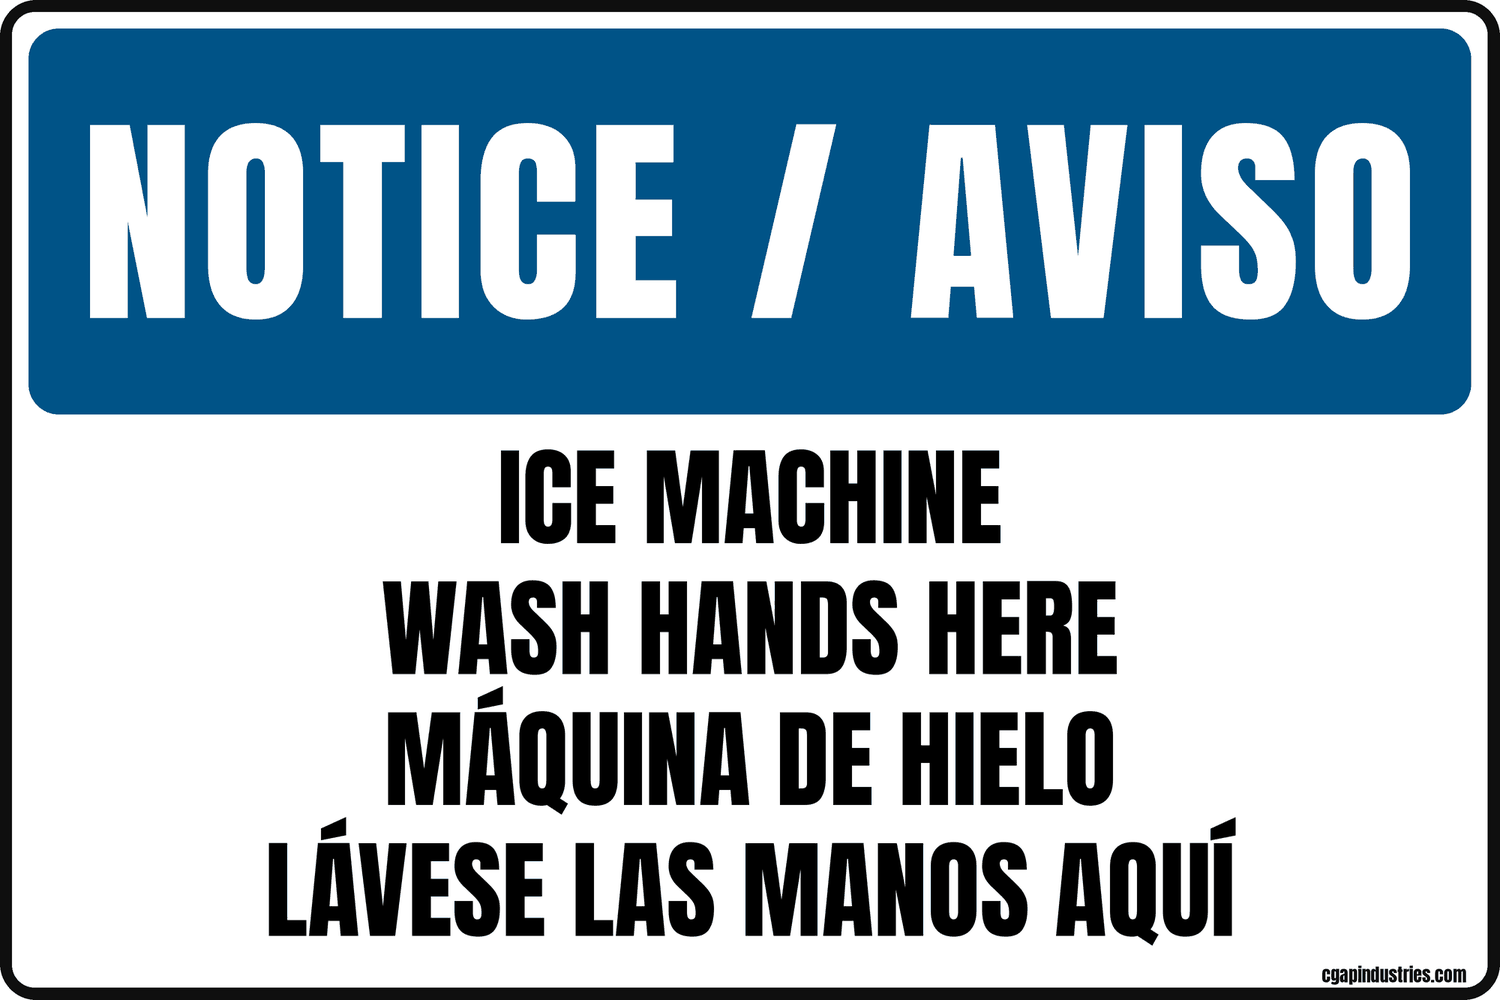 NOTICE / AVISO
ICE MACHINE
WASH HANDS HERE
MÁQUINA DE HIELO
LÁVESE LAS MANOS AQUÍ
cgapindustries.com